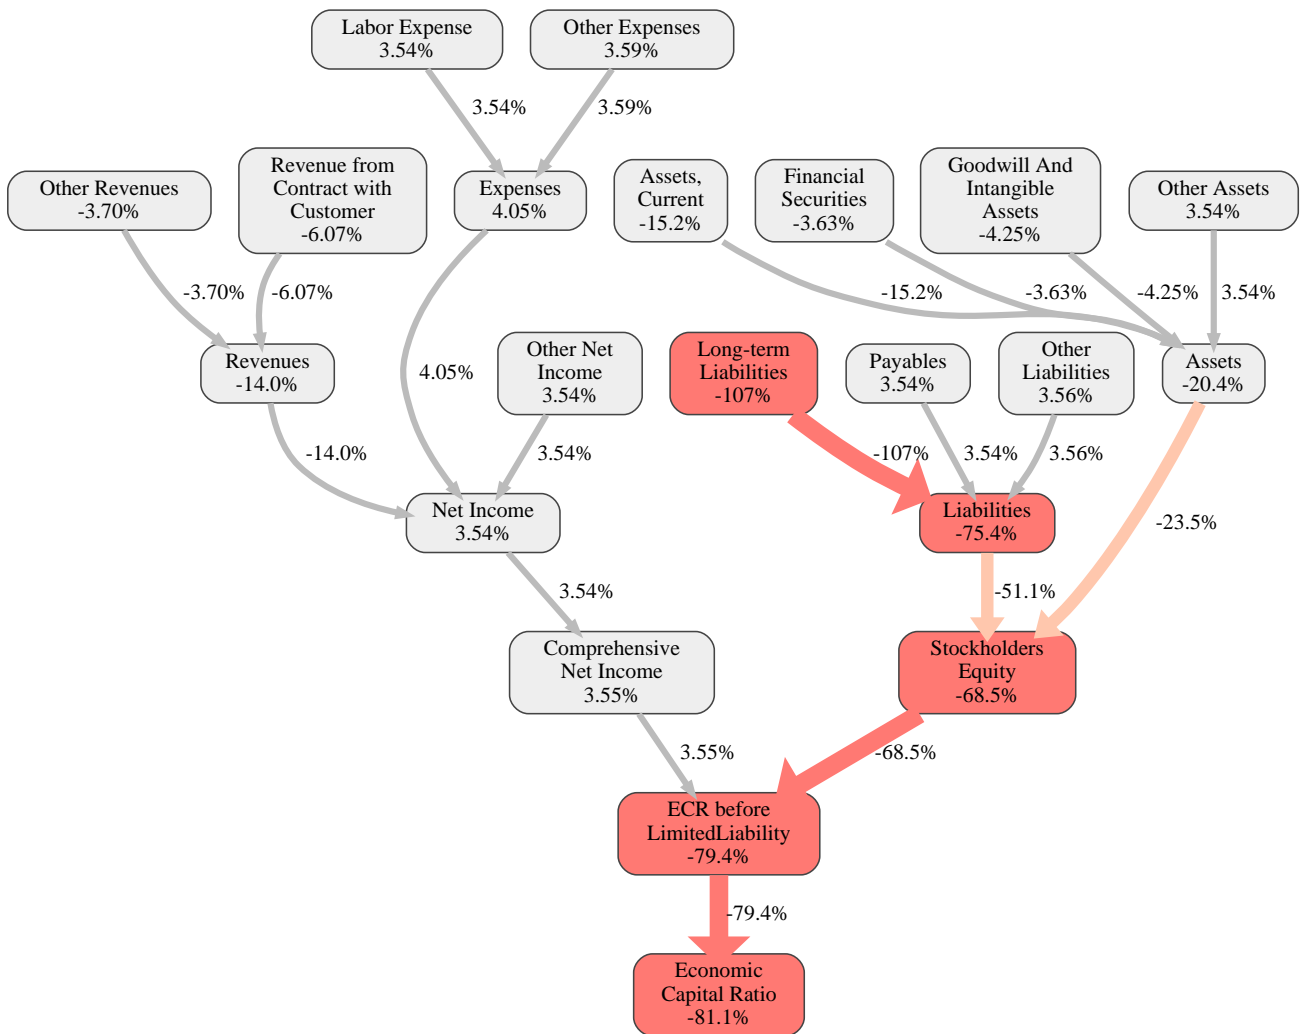 Labor Expense
3.54%
Other Expenses
3.59%
3.54%
3.59%
Other Revenues
-3.70%
Revenue from
Contract with
Customer
-6.07%
Expenses
4.05%
Assets,
Current
-15.2%
Financial
Securities
-3.63%
Goodwill And
Intangible
Assets
-4.25%
Other Assets
3.54%
-3.70%
-6.07%
-15.2%
-3.63%
-4.25%
3.54%
Revenues
-14.0%
4.05%
Other Net
Income
3.54%
Long-term
Liabilities
-107%
Payables
3.54%
Other
Liabilities
3.56%
Assets
-20.4%
-14.0%
3.54%
-107%
3.54%
3.56%
Net Income
3.54%
Liabilities
-75.4%
-23.5%
3.54%
-51.1%
Comprehensive
Net Income
3.55%
Stockholders
Equity
-68.5%
3.55%
-68.5%
ECR before
LimitedLiability
-79.4%
-79.4%
Economic
Capital Ratio
-81.1%